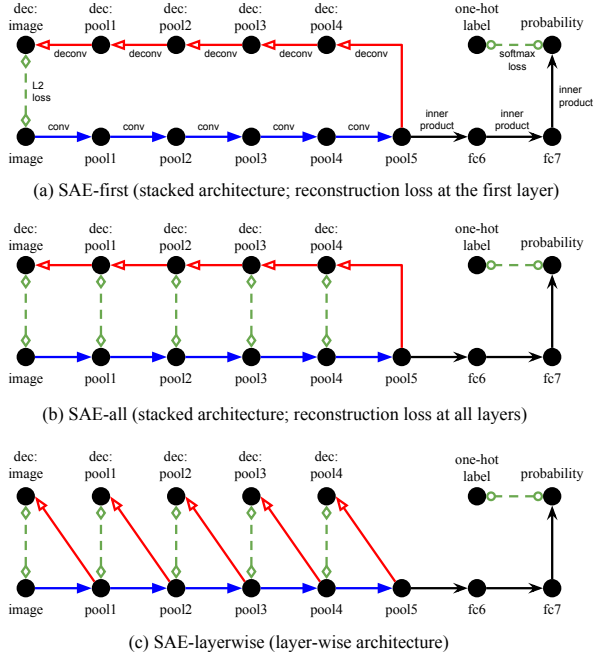 dec: dec: dec: dec: dec: one-hot probability
image pool1 pool2 pool3 pool4 label
deconv deconv deconv deconv softmax
loss
L2
loss
inner
product
conv conv conv conv conv inner inner
product product
image pool1 pool2 pool3 pool4 pool5 fc6 fc7
(a) SAE-first (stacked architecture; reconstruction loss at the first layer)
dec: dec: dec: dec: dec: one-hot probability
image pool1 pool2 pool3 pool4 label
image pool1 pool2 pool3 pool4 pool5 fc6 fc7
(b) SAE-all (stacked architecture; reconstruction loss at all layers)
dec: dec: dec: dec: dec: one-hot probability
image pool1 pool2 pool3 pool4 label
image pool1 pool2 pool3 pool4 pool5 fc6 fc7
(c) SAE-layerwise (layer-wise architecture)